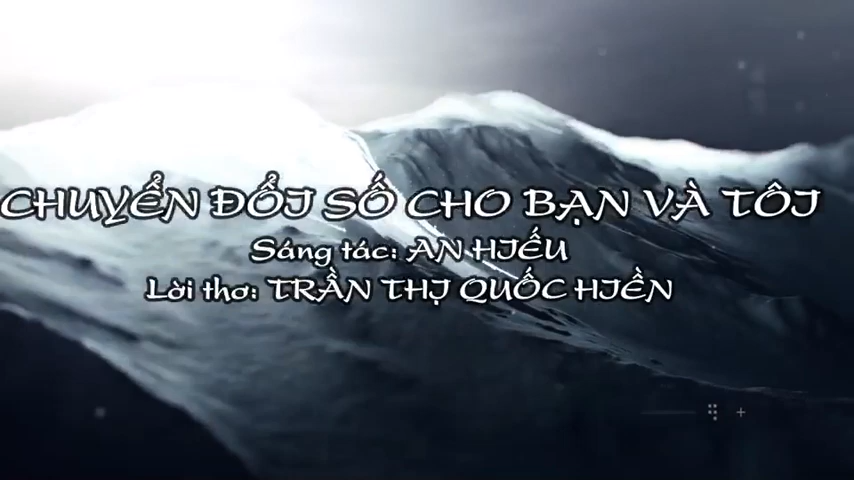 CHUYỂN ĐỔI SỐ CHO BẠN VÀ TÔI
Sáng tác: AN HIẾU
Lời thơ: TRẦN THỊ QUỐC HIỀN